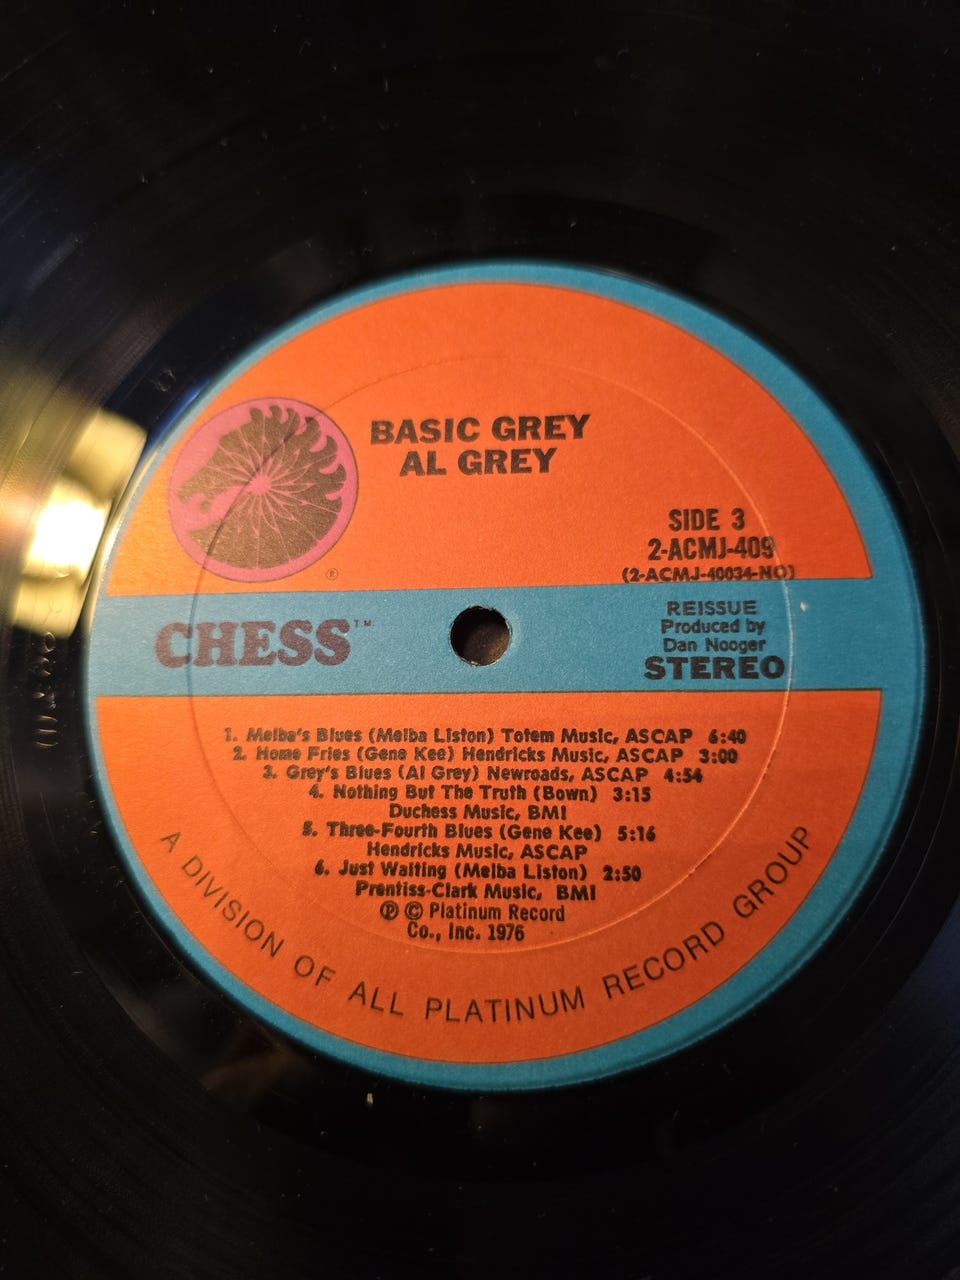 BASIC GREY
AL GREY
SIDE 3
2-ACMJ-409
(2-ACMJ-40034-NO)
®
CHESS™
REISSUE
Produced by
Dan Nooger
STEREO
1. Melba's Blues (Melba Liston) Totem Music, ASCAP 6:40
2. Home Fries (Gene Kee) Hendricks Music, ASCAP 3:00
3. Grey's Blues (Al Grey) Newroads, ASCAP 4:54
4. Nothing But The Truth (Bown) 3:15
Duchess Music, BMI
5. Three-Fourth Blues (Gene Kee) 5:16
Hendricks Music, ASCAP
6. Just Waiting (Melba Liston) 2:50
Prentiss-Clark Music, BMI
℗ © Platinum Record
Co., Inc. 1976
A DIVISION OF ALL PLATINUM RECORD GROUP